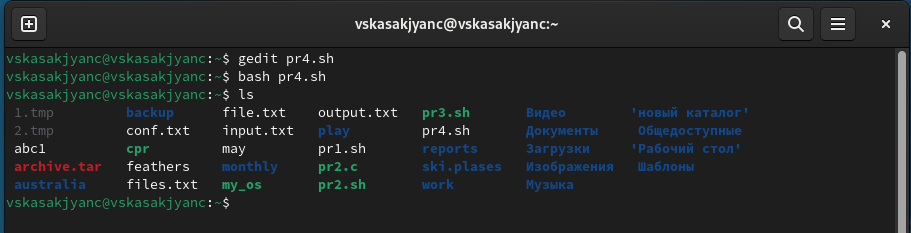 vskasakjyanc@vskasakjyanc:~
vskasakjyanc@vskasakjyanc:~$ gedit pr4.sh
vskasakjyanc@vskasakjyanc:~$ bash pr4.sh
vskasakjyanc@vskasakjyanc:~$ ls
1.tmp backup file.txt output.txt pr3.sh Видео 'новый каталог'
2.tmp conf.txt input.txt play pr4.sh Документы Общедоступные
abc1 cpr may pr1.sh reports Загрузки 'Рабочий стол'
archive.tar feathers monthly pr2.c ski.plases Изображения Шаблоны
australia files.txt my_os pr2.sh work Музыка
vskasakjyanc@vskasakjyanc:~$